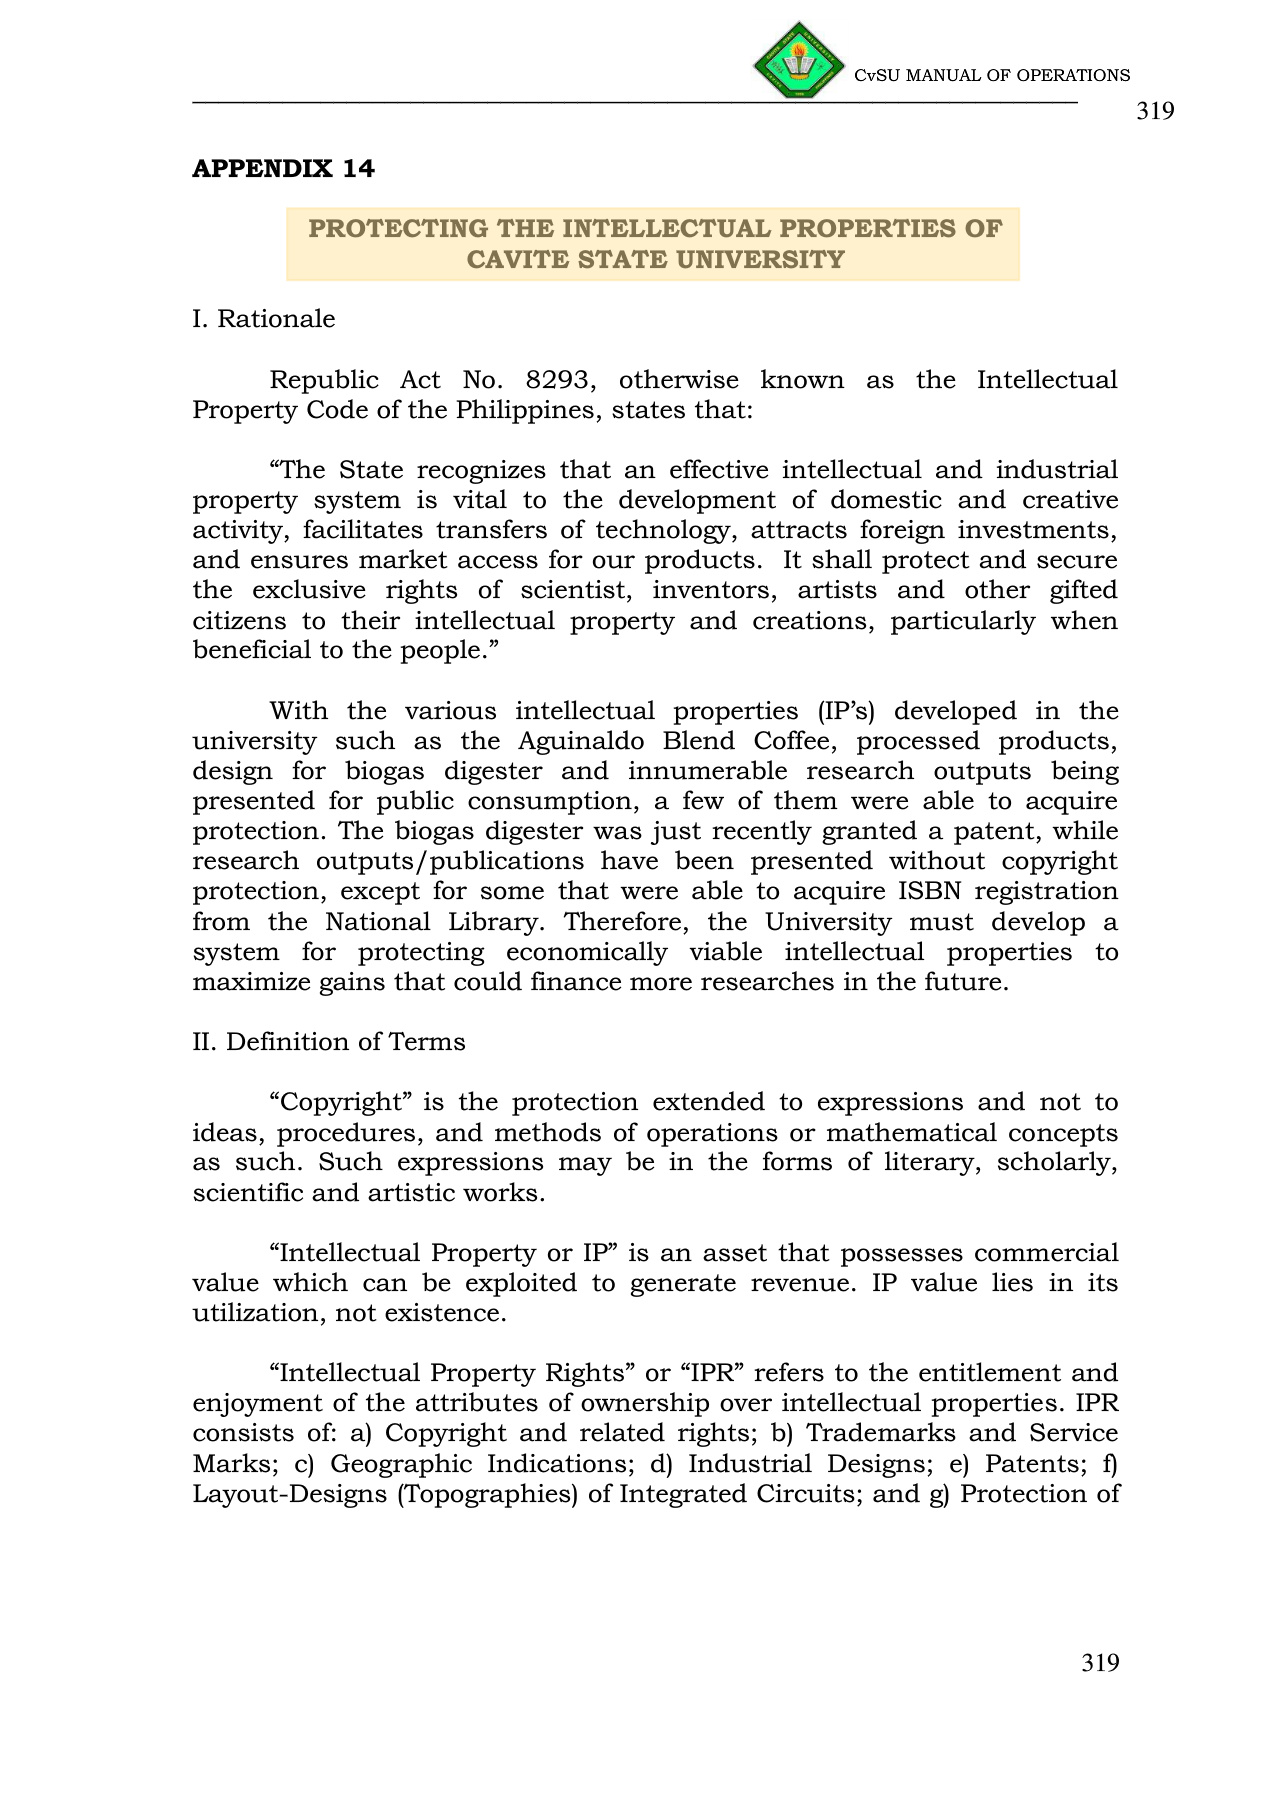 CvSU MANUAL OF OPERATIONS
319
APPENDIX 14
PROTECTING THE INTELLECTUAL PROPERTIES OF
CAVITE STATE UNIVERSITY
I. Rationale
Republic Act No. 8293, otherwise known as the Intellectual
Property Code of the Philippines, states that:
“The State recognizes that an effective intellectual and industrial
property system is vital to the development of domestic and creative
activity, facilitates transfers of technology, attracts foreign investments,
and ensures market access for our products.  It shall protect and secure
the exclusive rights of scientist, inventors, artists and other gifted
citizens to their intellectual property and creations, particularly when
beneficial to the people.”
With the various intellectual properties (IP’s) developed in the
university such as the Aguinaldo Blend Coffee, processed products,
design for biogas digester and innumerable research outputs being
presented for public consumption, a few of them were able to acquire
protection. The biogas digester was just recently granted a patent, while
research outputs/publications have been presented without copyright
protection, except for some that were able to acquire ISBN registration
from the National Library. Therefore, the University must develop a
system for protecting economically viable intellectual properties to
maximize gains that could finance more researches in the future.
II. Definition of Terms
“Copyright” is the protection extended to expressions and not to
ideas, procedures, and methods of operations or mathematical concepts
as such. Such expressions may be in the forms of literary, scholarly,
scientific and artistic works.
“Intellectual Property or IP” is an asset that possesses commercial
value which can be exploited to generate revenue. IP value lies in its
utilization, not existence.
“Intellectual Property Rights” or “IPR” refers to the entitlement and
enjoyment of the attributes of ownership over intellectual properties. IPR
consists of: a) Copyright and related rights; b) Trademarks and Service
Marks; c) Geographic Indications; d) Industrial Designs; e) Patents; f)
Layout-Designs (Topographies) of Integrated Circuits; and g) Protection of
319